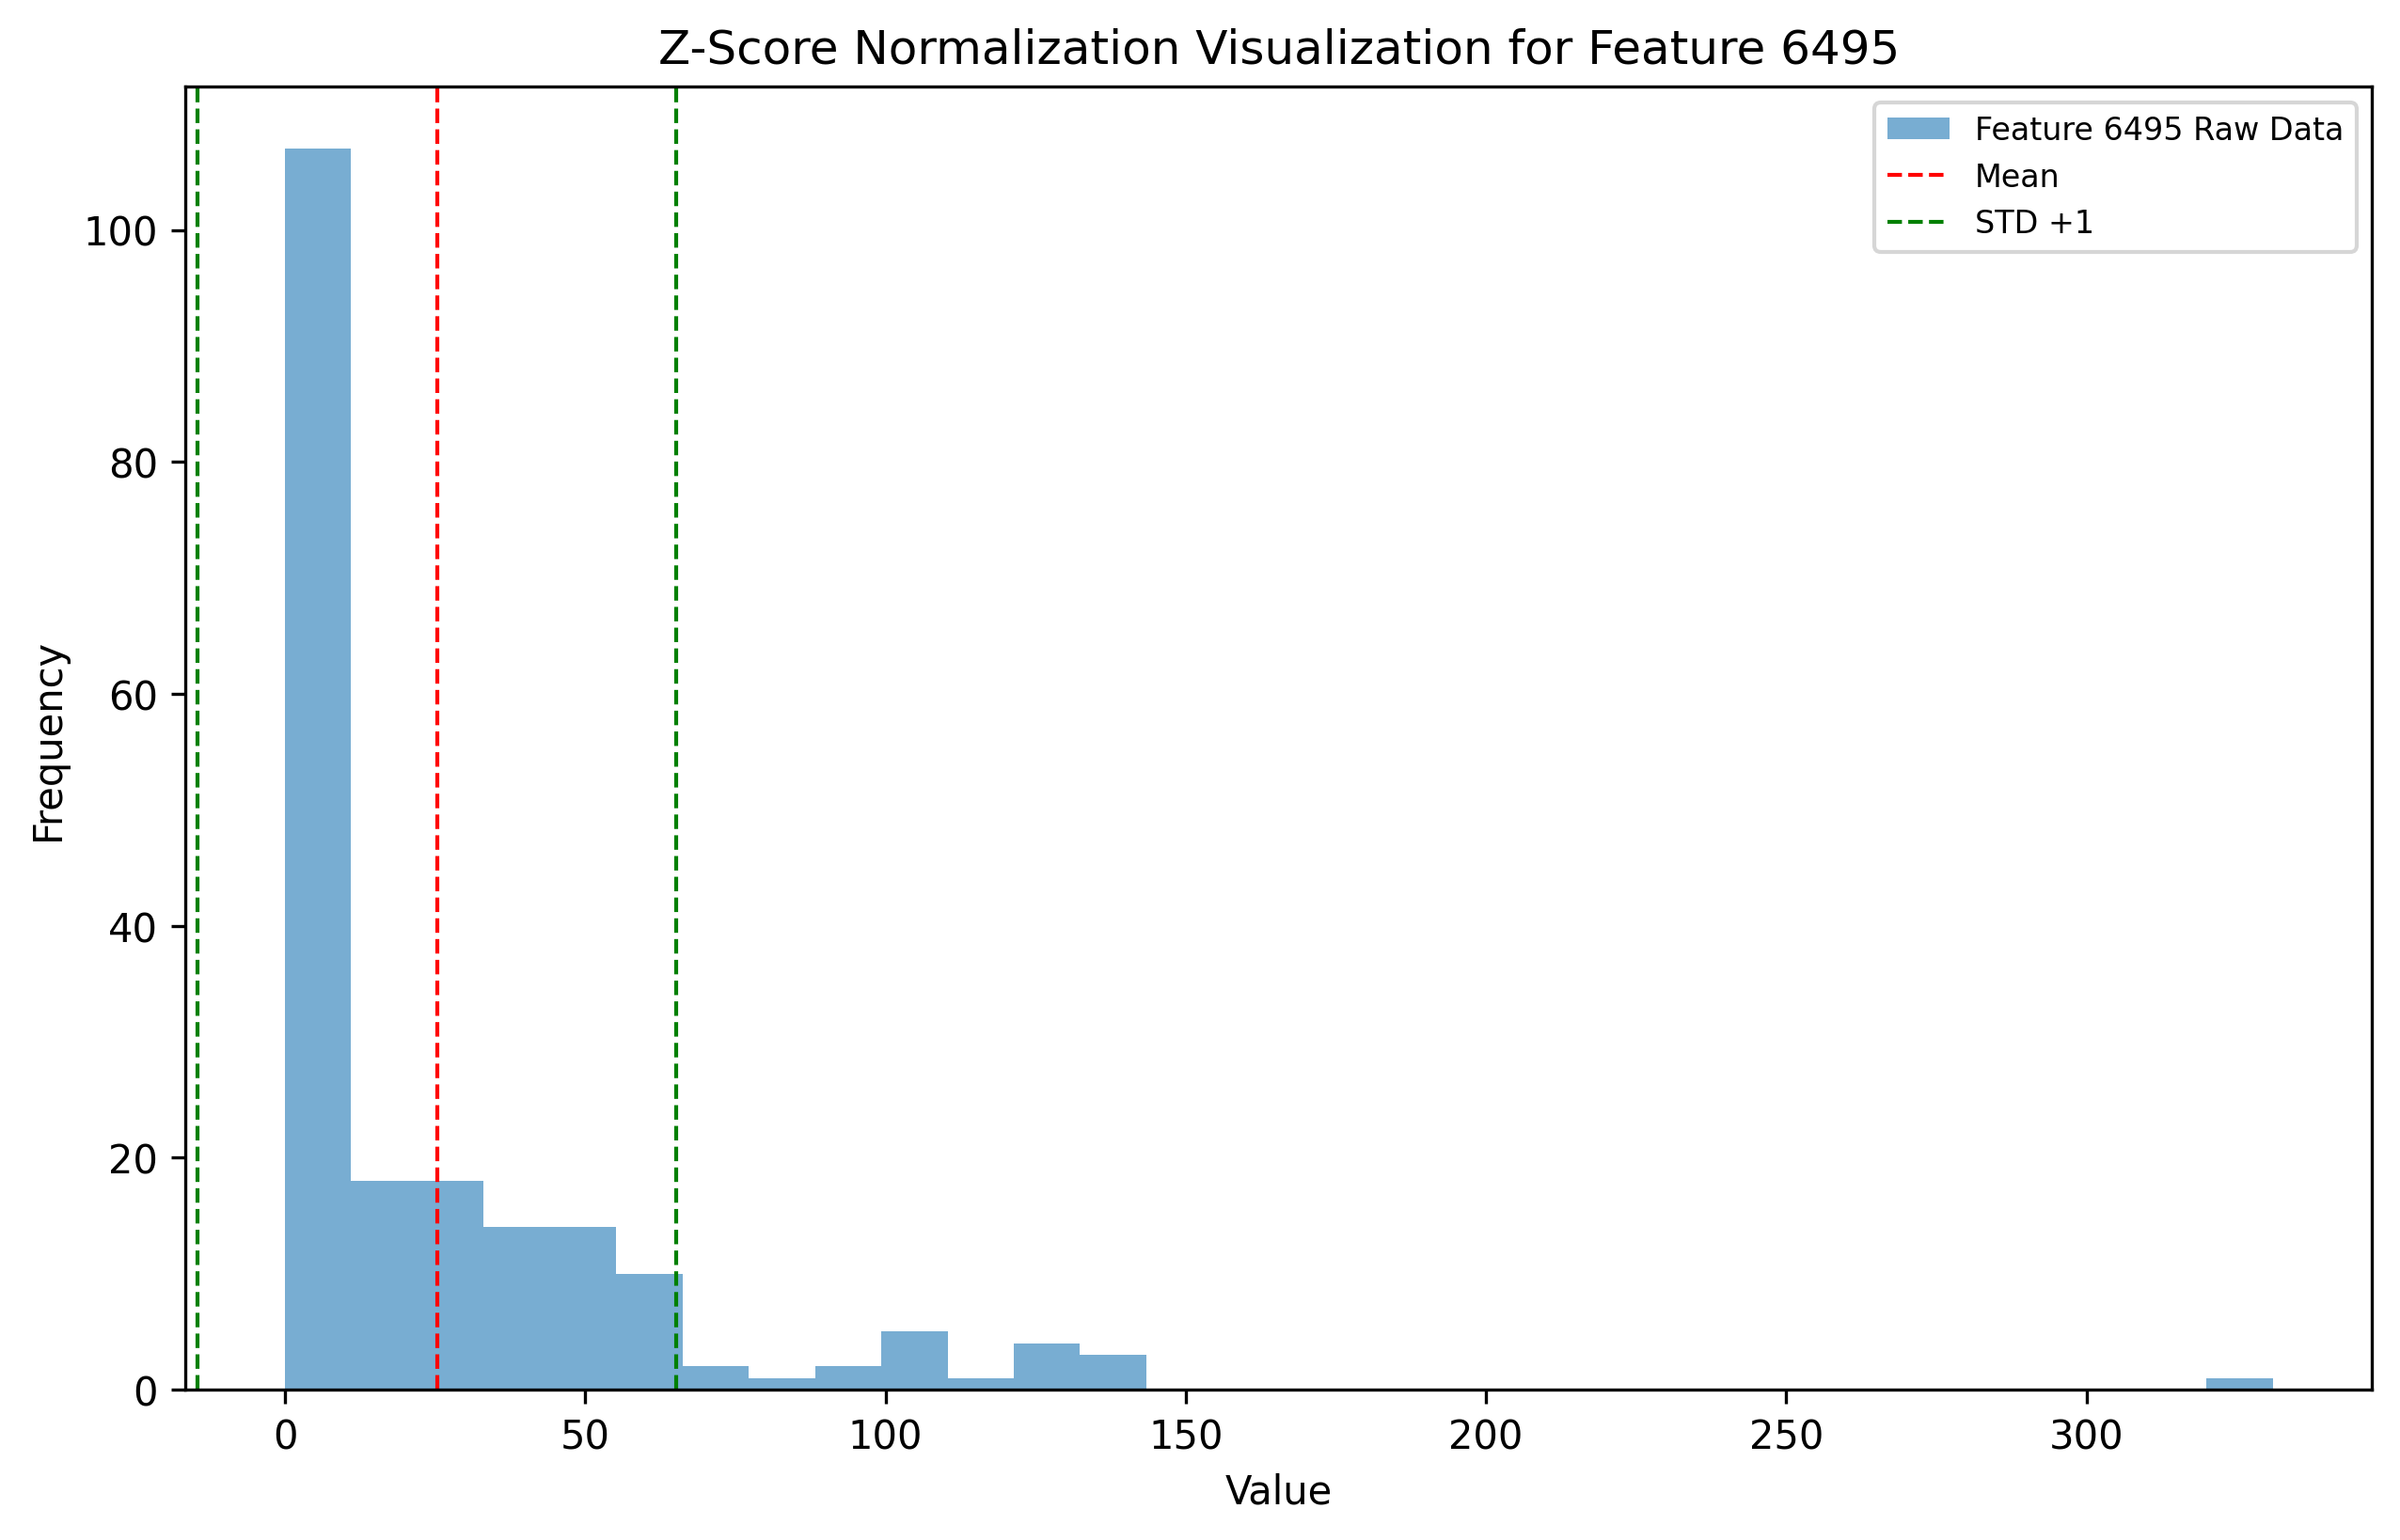 Z-Score Normalization Visualization for Feature 6495
Feature 6495 Raw Data
Mean
STD +1
Frequency
100
80
60
40
20
0
0 50 100 150 200 250 300
Value